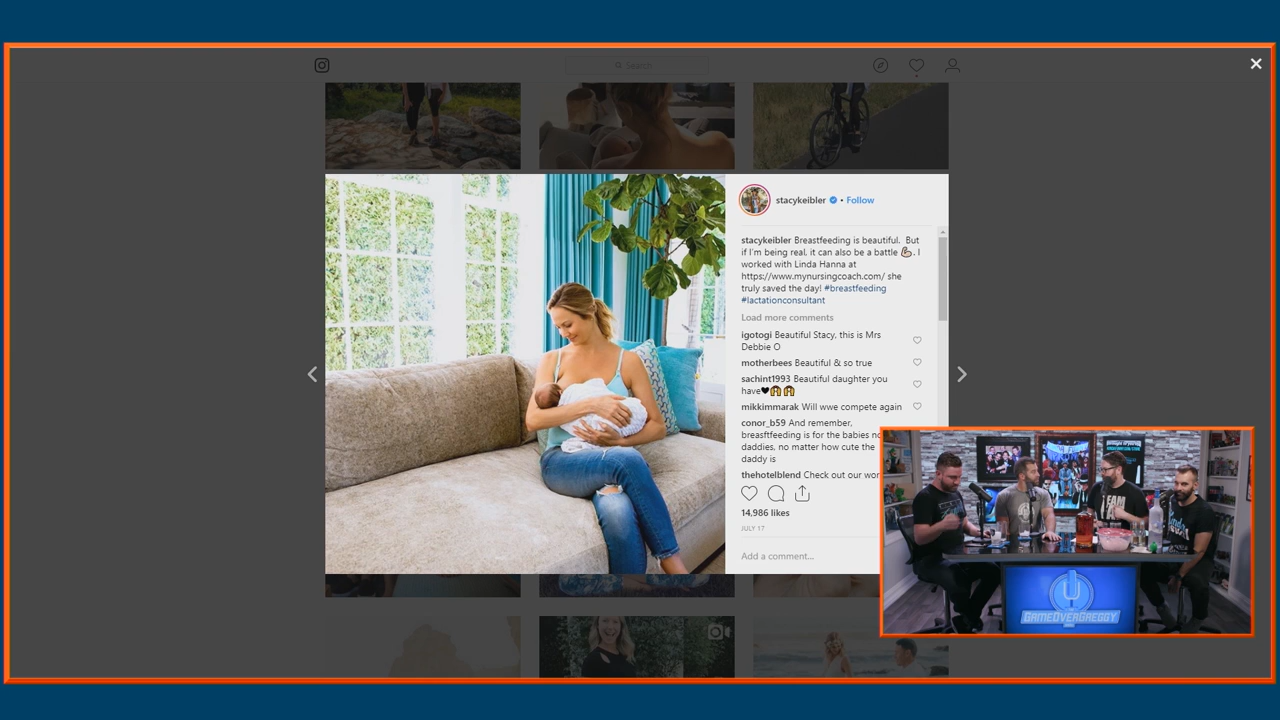 Search
stacykeibler • Follow
stacykeibler Breastfeeding is beautiful. But
if I'm being real, it can also be a battle 💪. I
worked with Linda Hanna at
https://www.mynursingcoach.com/ she
truly saved the day! #breastfeeding
#lactationconsultant
Load more comments
igotogi Beautiful Stacy, this is Mrs
Debbie O
motherbees Beautiful & so true
sachint1993 Beautiful daughter you
have❤🙆🙆
mikkimmarak Will wwe compete again
conor_b59 And remember,
breasftfeeding is for the babies no
daddies, no matter how cute the
daddy is
thehotelblend Check out our wor
14,986 likes
JULY 17
Add a comment...
I AM
GAMEOVERGREGGY